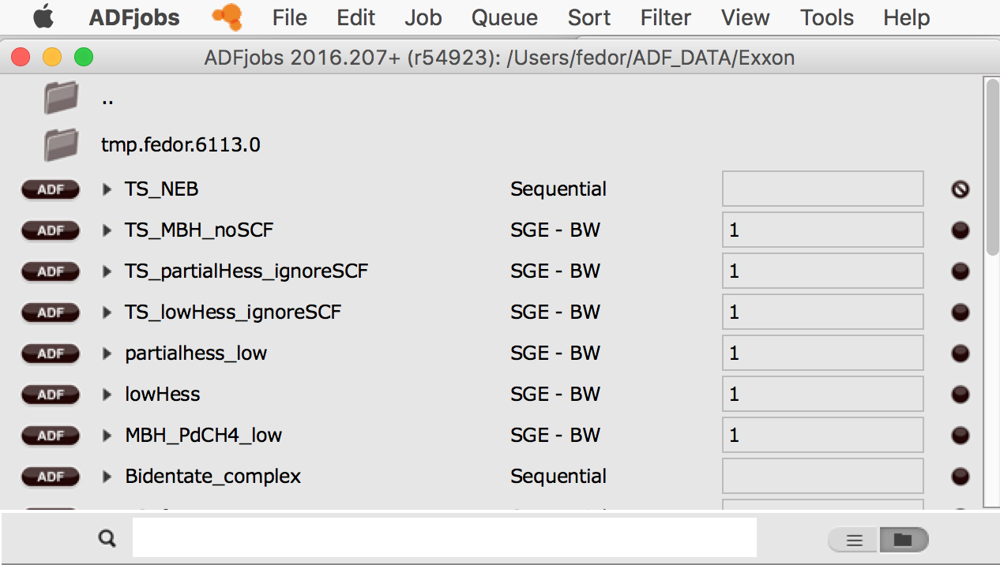 ADFjobs File Edit Job Queue Sort Filter View Tools Help
ADFjobs 2016.207+ (r54923): /Users/fedor/ADF_DATA/Exxon
..
tmp.fedor.6113.0
ADF TS_NEB Sequential
ADF TS_MBH_noSCF SGE - BW 1
ADF TS_partialHess_ignoreSCF SGE - BW 1
ADF TS_lowHess_ignoreSCF SGE - BW 1
ADF partialhess_low SGE - BW 1
ADF lowHess SGE - BW 1
ADF MBH_PdCH4_low SGE - BW 1
ADF Bidentate_complex Sequential